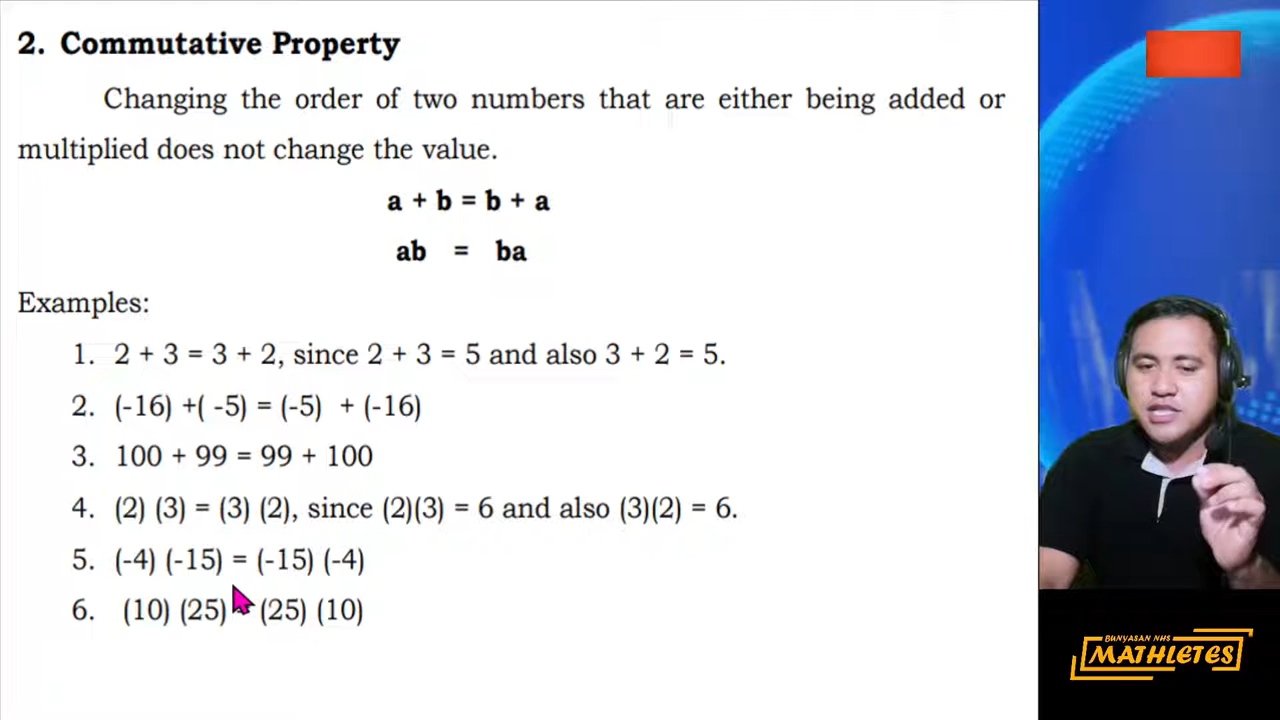 2. Commutative Property
Changing the order of two numbers that are either being added or
multiplied does not change the value.
a + b = b + a
ab = ba
Examples:
1. 2 + 3 = 3 + 2, since 2 + 3 = 5 and also 3 + 2 = 5.
2. (-16) +( -5) = (-5) + (-16)
3. 100 + 99 = 99 + 100
4. (2) (3) = (3) (2), since (2)(3) = 6 and also (3)(2) = 6.
5. (-4) (-15) = (-15) (-4)
6. (10) (25) (25) (10)
BUNYASAN NHS
MATHLETES